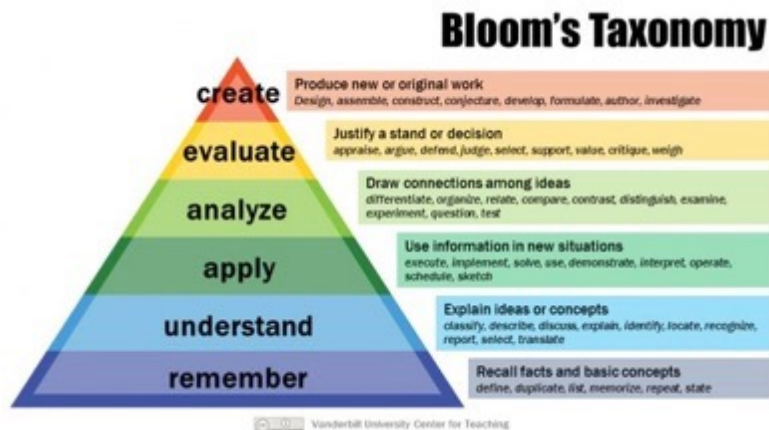 Bloom's Taxonomy
create
Produce new or original work
Design, assemble, construct, conjecture, develop, formulate, author, investigate
evaluate
Justify a stand or decision
appraise, argue, defend, judge, select, support, value, critique, weigh
analyze
Draw connections among ideas
differentiate, organize, relate, compare, contrast, distinguish, examine,
experiment, question, test
apply
Use information in new situations
execute, implement, solve, use, demonstrate, interpret, operate,
schedule, sketch
understand
Explain ideas or concepts
classify, describe, discuss, explain, identify, locate, recognize,
report, select, translate
remember
Recall facts and basic concepts
define, duplicate, list, memorize, repeat, state
Vanderbilt University Center for Teaching